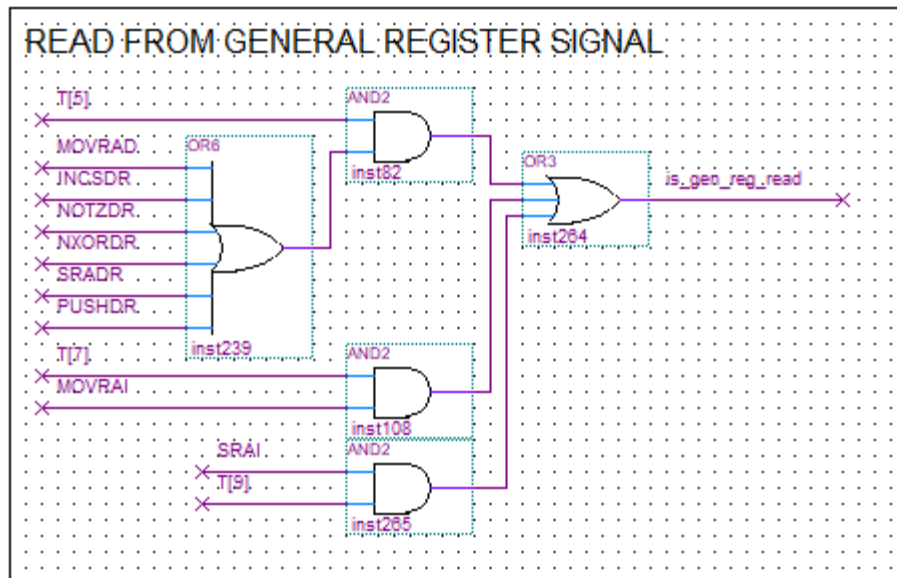 READ FROM GENERAL REGISTER SIGNAL
T[5]
AND2
MOVRAD
OR6
INCSDR
inst82
OR3
NOTZDR
is_gen_reg_read
NXORDR
inst264
SRADR
PUSHDR
inst239
T[7]
AND2
MOVRAI
inst108
SRAI
AND2
T[9]
inst265